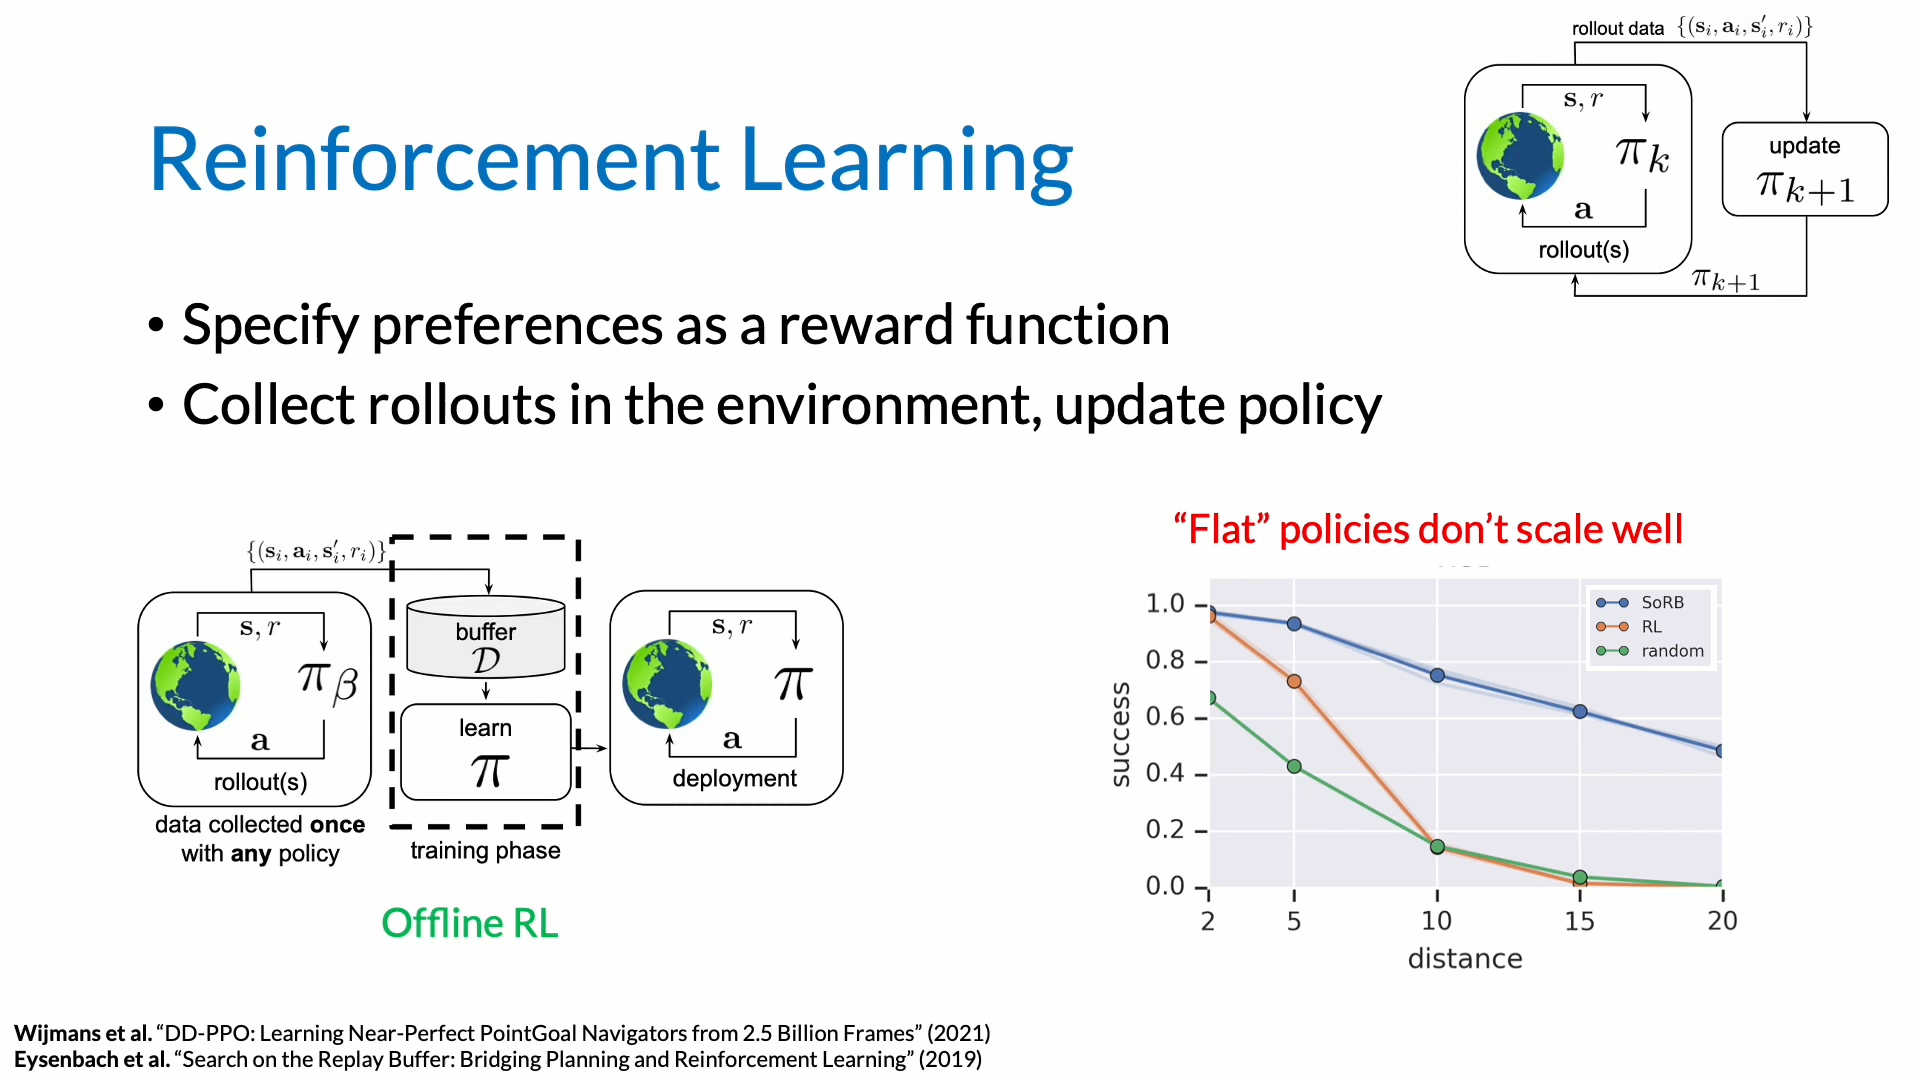 rollout data {(s_i, a_i, s'_i, r_i)}
s, r
π_k
a
rollout(s)
update
π_{k+1}
π_{k+1}
Reinforcement Learning
• Specify preferences as a reward function
• Collect rollouts in the environment, update policy
{(s_i, a_i, s'_i, r_i)}
s, r
π_β
a
rollout(s)
data collected once
with any policy
buffer
D
learn
π
training phase
s, r
π
a
deployment
Offline RL
“Flat” policies don’t scale well
SoRB
RL
random
success
1.0
0.8
0.6
0.4
0.2
0.0
2 5 10 15 20
distance
Wijmans et al. “DD-PPO: Learning Near-Perfect PointGoal Navigators from 2.5 Billion Frames” (2021)
Eysenbach et al. “Search on the Replay Buffer: Bridging Planning and Reinforcement Learning” (2019)